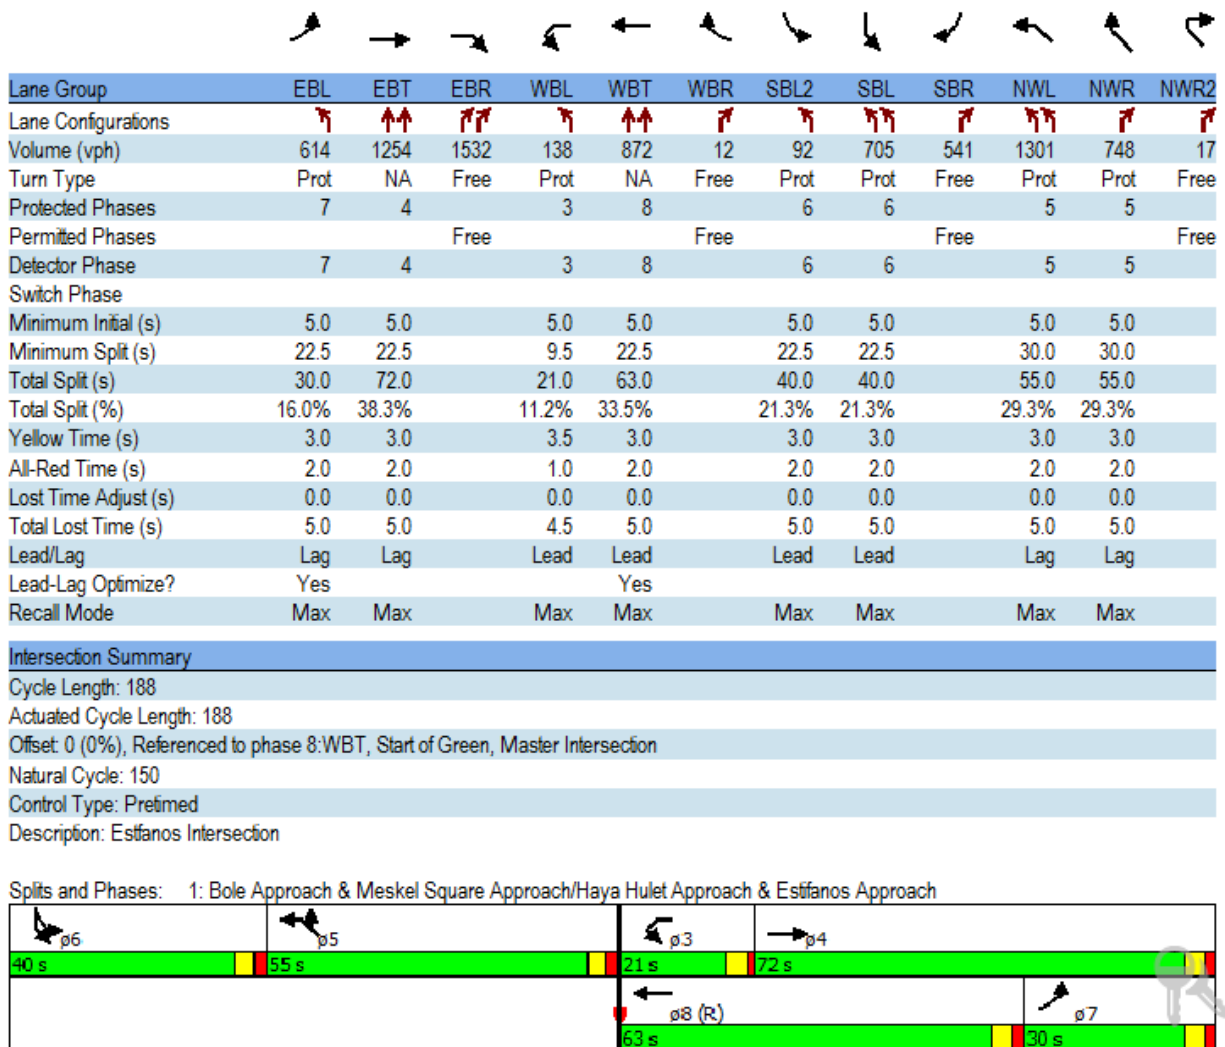 Lane Group EBL EBT EBR WBL WBT WBR SBL2 SBL SBR NWL NWR NWR2
Lane Configurations
Volume (vph) 614 1254 1532 138 872 12 92 705 541 1301 748 17
Turn Type Prot NA Free Prot NA Free Prot Prot Free Prot Prot Free
Protected Phases 7 4 3 8 6 6 5 5
Permitted Phases Free Free Free Free
Detector Phase 7 4 3 8 6 6 5 5
Switch Phase
Minimum Initial (s) 5.0 5.0 5.0 5.0 5.0 5.0 5.0 5.0
Minimum Split (s) 22.5 22.5 9.5 22.5 22.5 22.5 30.0 30.0
Total Split (s) 30.0 72.0 21.0 63.0 40.0 40.0 55.0 55.0
Total Split (%) 16.0% 38.3% 11.2% 33.5% 21.3% 21.3% 29.3% 29.3%
Yellow Time (s) 3.0 3.0 3.5 3.0 3.0 3.0 3.0 3.0
All-Red Time (s) 2.0 2.0 1.0 2.0 2.0 2.0 2.0 2.0
Lost Time Adjust (s) 0.0 0.0 0.0 0.0 0.0 0.0 0.0 0.0
Total Lost Time (s) 5.0 5.0 4.5 5.0 5.0 5.0 5.0 5.0
Lead/Lag Lag Lag Lead Lead Lead Lead Lag Lag
Lead-Lag Optimize? Yes Yes
Recall Mode Max Max Max Max Max Max Max Max
Intersection Summary
Cycle Length: 188
Actuated Cycle Length: 188
Offset: 0 (0%), Referenced to phase 8:WBT, Start of Green, Master Intersection
Natural Cycle: 150
Control Type: Pretimed
Description: Estfanos Intersection
Splits and Phases: 1: Bole Approach & Meskel Square Approach/Haya Hulet Approach & Estifanos Approach
ø6 ø5 ø3 ø4
40 s 55 s 21 s 72 s
ø8 (R) ø7
63 s 30 s